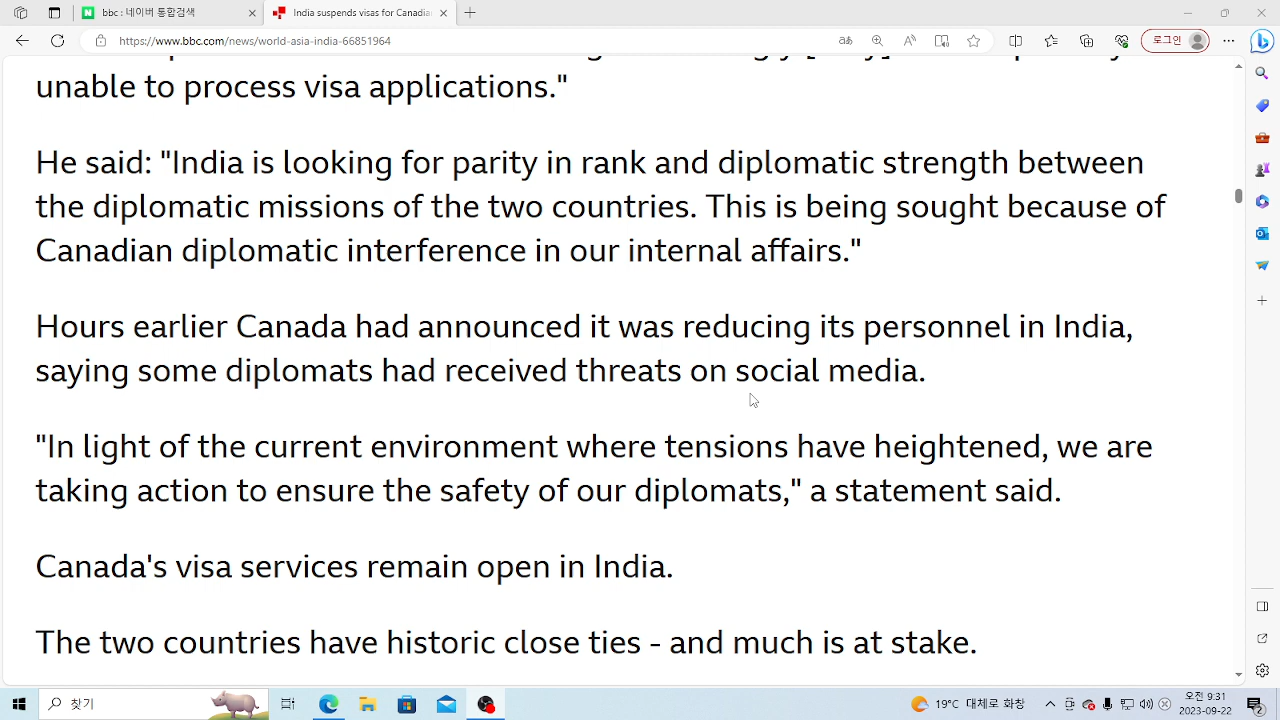 bbc : 네이버 통합검색
India suspends visas for Canadian
https://www.bbc.com/news/world-asia-india-66851964
로그인
unable to process visa applications."
He said: "India is looking for parity in rank and diplomatic strength between
the diplomatic missions of the two countries. This is being sought because of
Canadian diplomatic interference in our internal affairs."
Hours earlier Canada had announced it was reducing its personnel in India,
saying some diplomats had received threats on social media.
"In light of the current environment where tensions have heightened, we are
taking action to ensure the safety of our diplomats," a statement said.
Canada's visa services remain open in India.
The two countries have historic close ties - and much is at stake.
찾기
19°C 대체로 화창
오전 9:31
2023-09-22
2